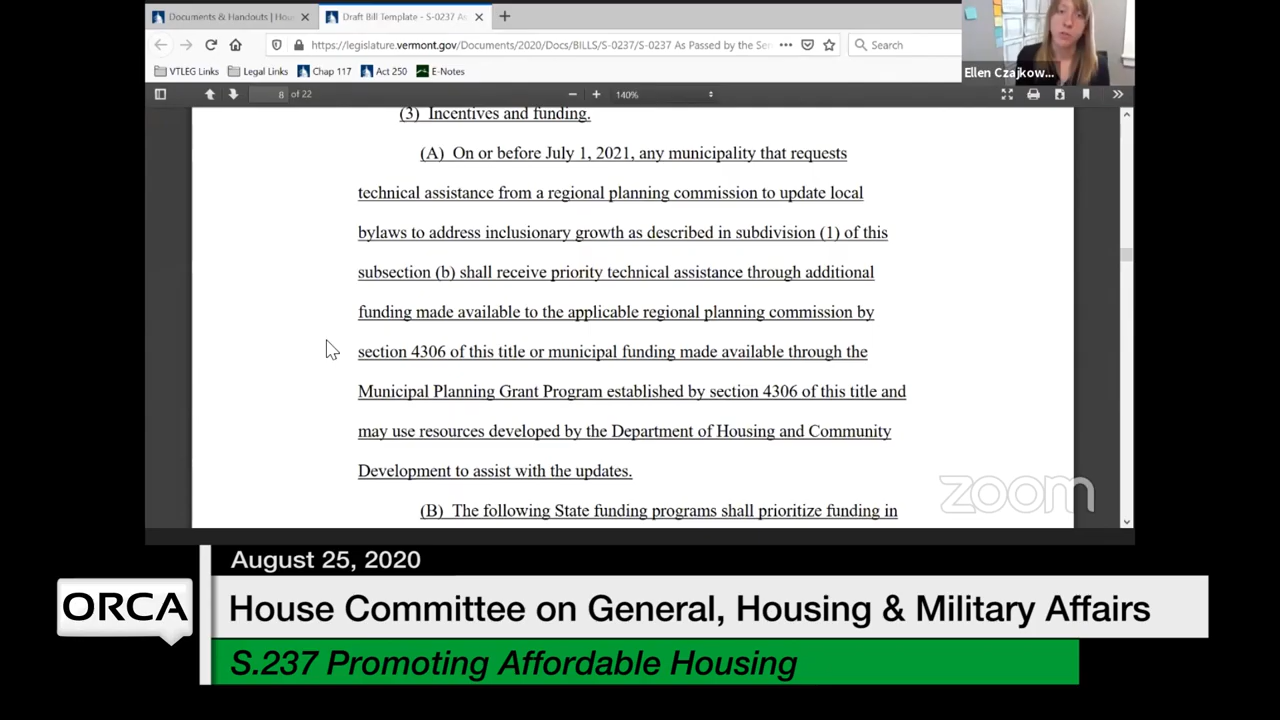 Documents & Handouts | Hou
Draft Bill Template - S-0237 As
https://legislature.vermont.gov/Documents/2020/Docs/BILLS/S-0237/S-0237 As Passed by the Sen
Search
VTLEG Links
Legal Links
Chap 117
Act 250
E-Notes
Ellen Czajkow...
8 of 22
140%
(3) Incentives and funding.
(A) On or before July 1, 2021, any municipality that requests
technical assistance from a regional planning commission to update local
bylaws to address inclusionary growth as described in subdivision (1) of this
subsection (b) shall receive priority technical assistance through additional
funding made available to the applicable regional planning commission by
section 4306 of this title or municipal funding made available through the
Municipal Planning Grant Program established by section 4306 of this title and
may use resources developed by the Department of Housing and Community
Development to assist with the updates.
(B) The following State funding programs shall prioritize funding in
zoom
August 25, 2020
ORCA
House Committee on General, Housing & Military Affairs
S.237 Promoting Affordable Housing